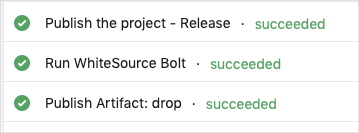 Publish the project - Release · succeeded
Run WhiteSource Bolt · succeeded
Publish Artifact: drop · succeeded